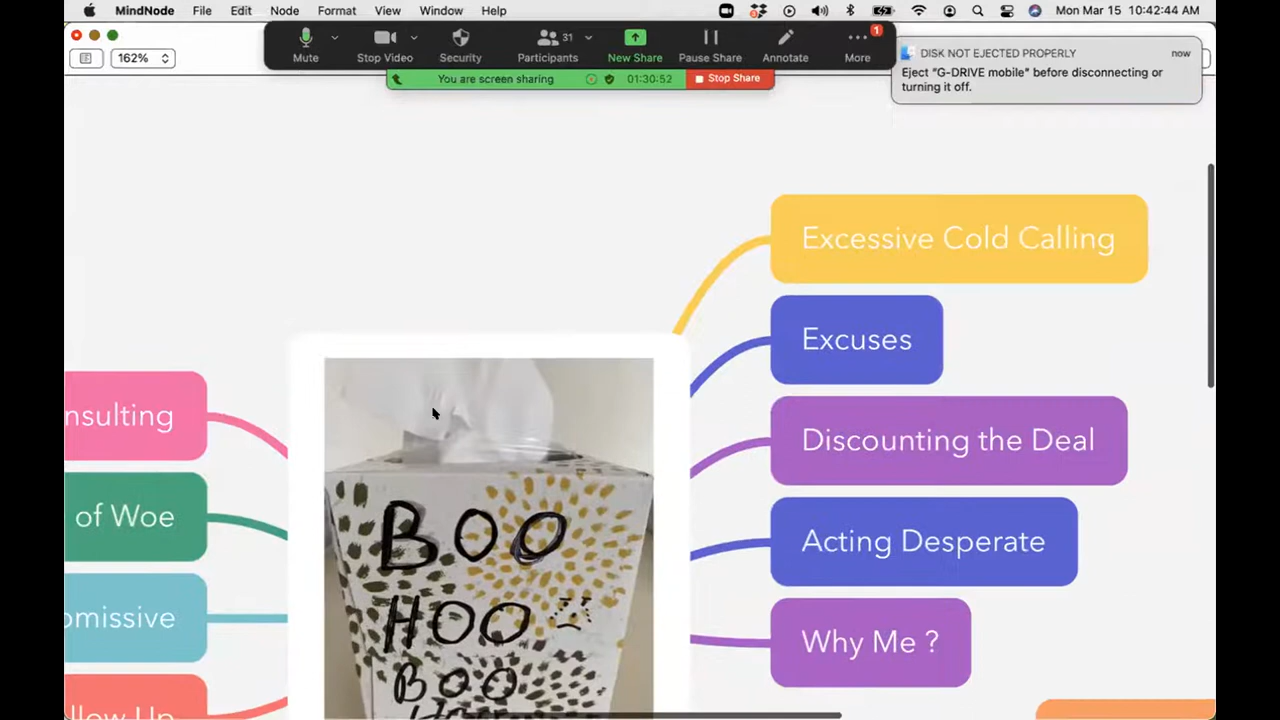 MindNode File Edit Node Format View Window Help Mon Mar 15 10:42:44 AM
162%
Mute Stop Video Security 31 Participants New Share Pause Share Annotate 1 More
You are screen sharing 01:30:52 Stop Share
DISK NOT EJECTED PROPERLY now
Eject "G-DRIVE mobile" before disconnecting or
turning it off.
Excessive Cold Calling
Excuses
Discounting the Deal
Acting Desperate
Why Me ?
nsulting
of Woe
omissive
llow Up
BOO
HOO
BOO